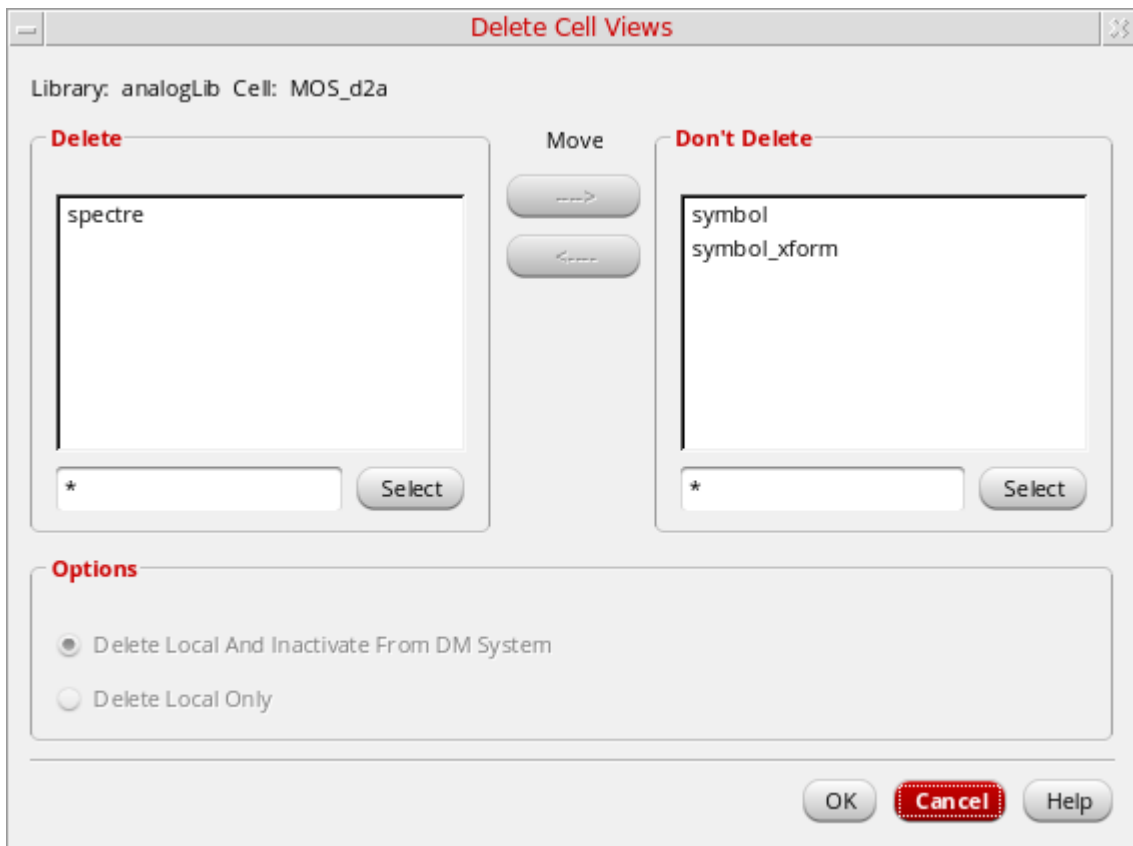 Delete Cell Views
Library: analogLib Cell: MOS_d2a
Delete
Move
Don't Delete
spectre
---->
<----
symbol
symbol_xform
*
Select
*
Select
Options
Delete Local And Inactivate From DM System
Delete Local Only
OK
Cancel
Help